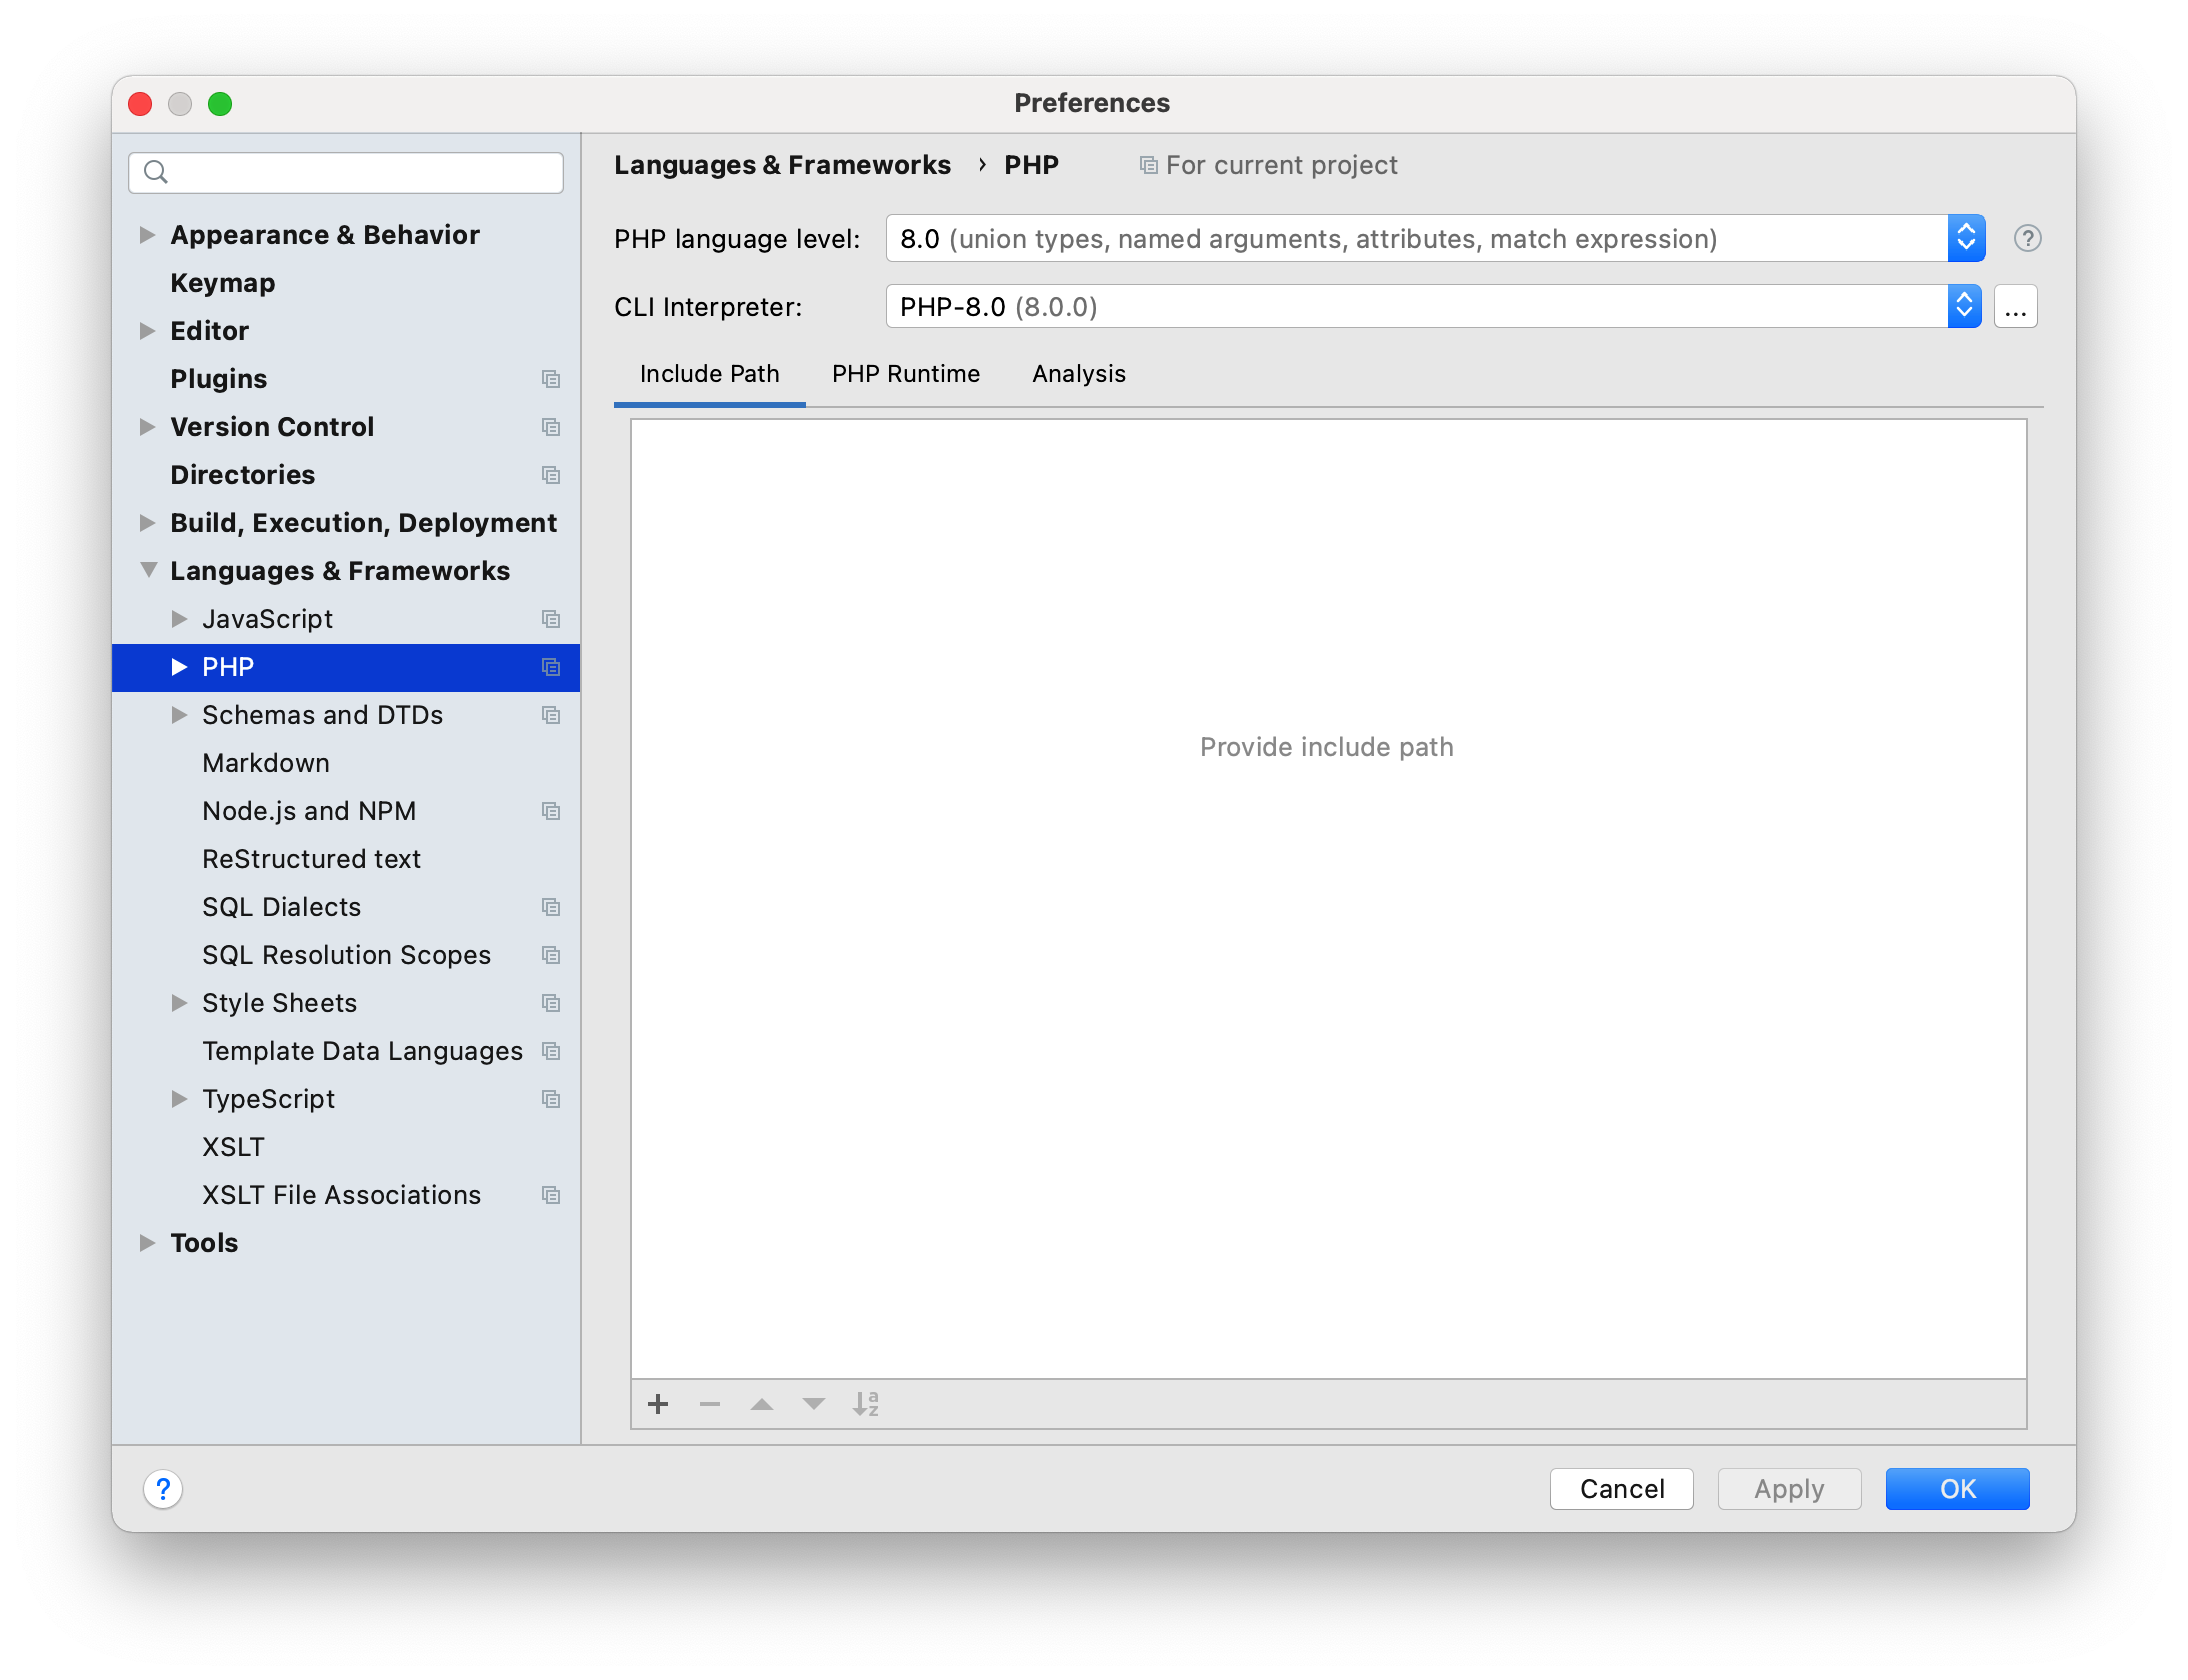 Preferences
Appearance & Behavior
Keymap
Editor
Plugins
Version Control
Directories
Build, Execution, Deployment
Languages & Frameworks
JavaScript
PHP
Schemas and DTDs
Markdown
Node.js and NPM
ReStructured text
SQL Dialects
SQL Resolution Scopes
Style Sheets
Template Data Languages
TypeScript
XSLT
XSLT File Associations
Tools
Languages & Frameworks › PHP For current project
PHP language level: 8.0 (union types, named arguments, attributes, match expression) ?
CLI Interpreter: PHP-8.0 (8.0.0) ...
Include Path PHP Runtime Analysis
Provide include path
a z
? Cancel Apply OK